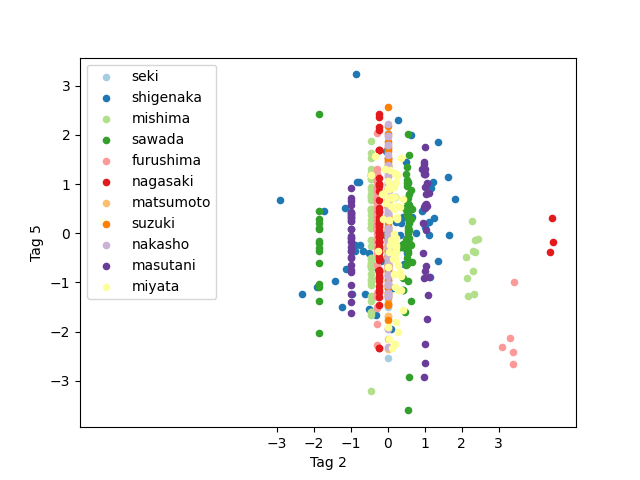 seki
shigenaka
mishima
sawada
furushima
nagasaki
matsumoto
suzuki
nakasho
masutani
miyata
Tag 5
3
2
1
0
−1
−2
−3
−3 −2 −1 0 1 2 3
Tag 2